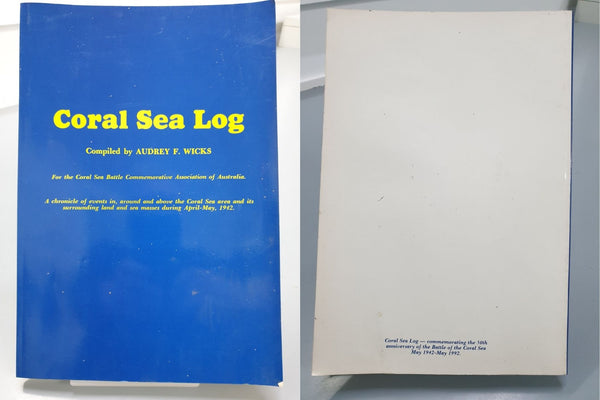 Coral Sea Log
Compiled by AUDREY F. WICKS
For the Coral Sea Battle Commemorative Association of Australia.
A chronicle of events in, around and above the Coral Sea area and its
surrounding land and sea masses during April-May, 1942.
Coral Sea Log — commemorating the 50th
anniversary of the Battle of the Coral Sea
May 1942-May 1992.